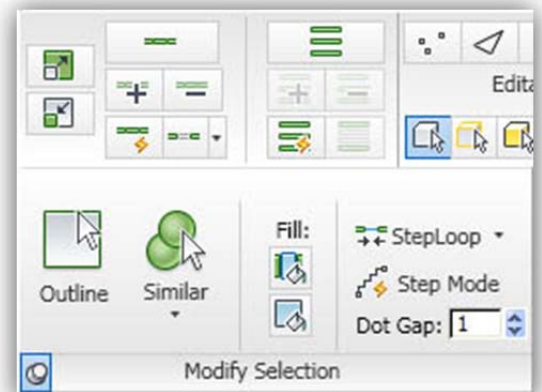 Edita
Fill:
StepLoop
Outline
Similar
Step Mode
Dot Gap: 1
Modify Selection